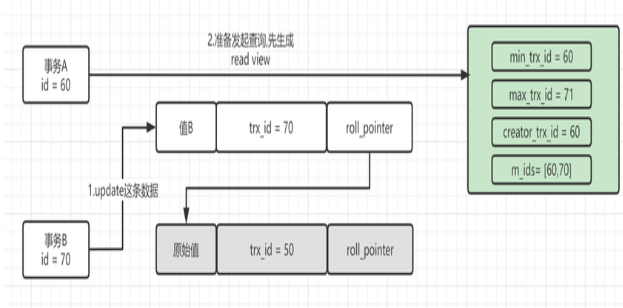 2.准备发起查询,先生成
read view
事务A
id = 60
min_trx_id = 60
max_trx_id = 71
creator_trx_id = 60
m_ids= [60,70]
值B
trx_id = 70
roll_pointer
1.update这条数据
事务B
id = 70
原始值
trx_id = 50
roll_pointer